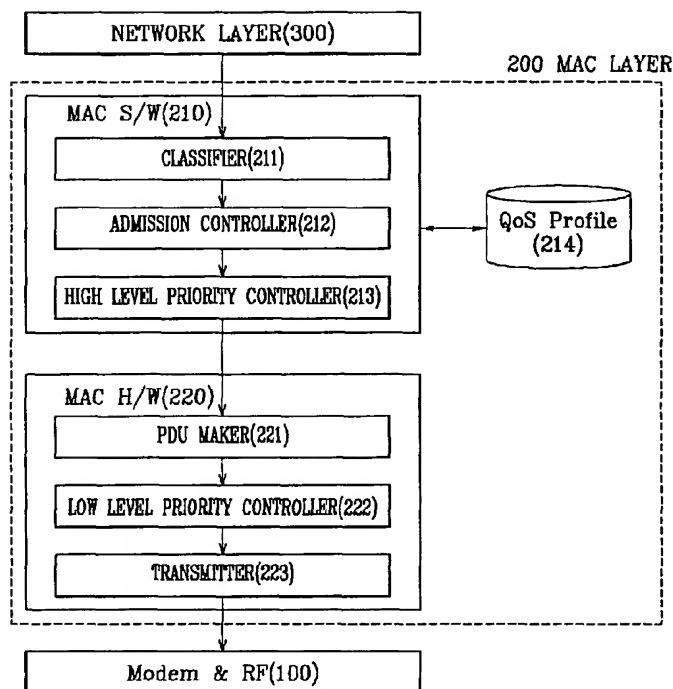 NETWORK LAYER(300)
200 MAC LAYER
MAC S/W(210)
CLASSIFIER(211)
ADMISSION CONTROLLER(212)
QoS Profile
(214)
HIGH LEVEL PRIORITY CONTROLLER(213)
MAC H/W(220)
PDU MAKER(221)
LOW LEVEL PRIORITY CONTROLLER(222)
TRANSMITTER(223)
Modem & RF(100)